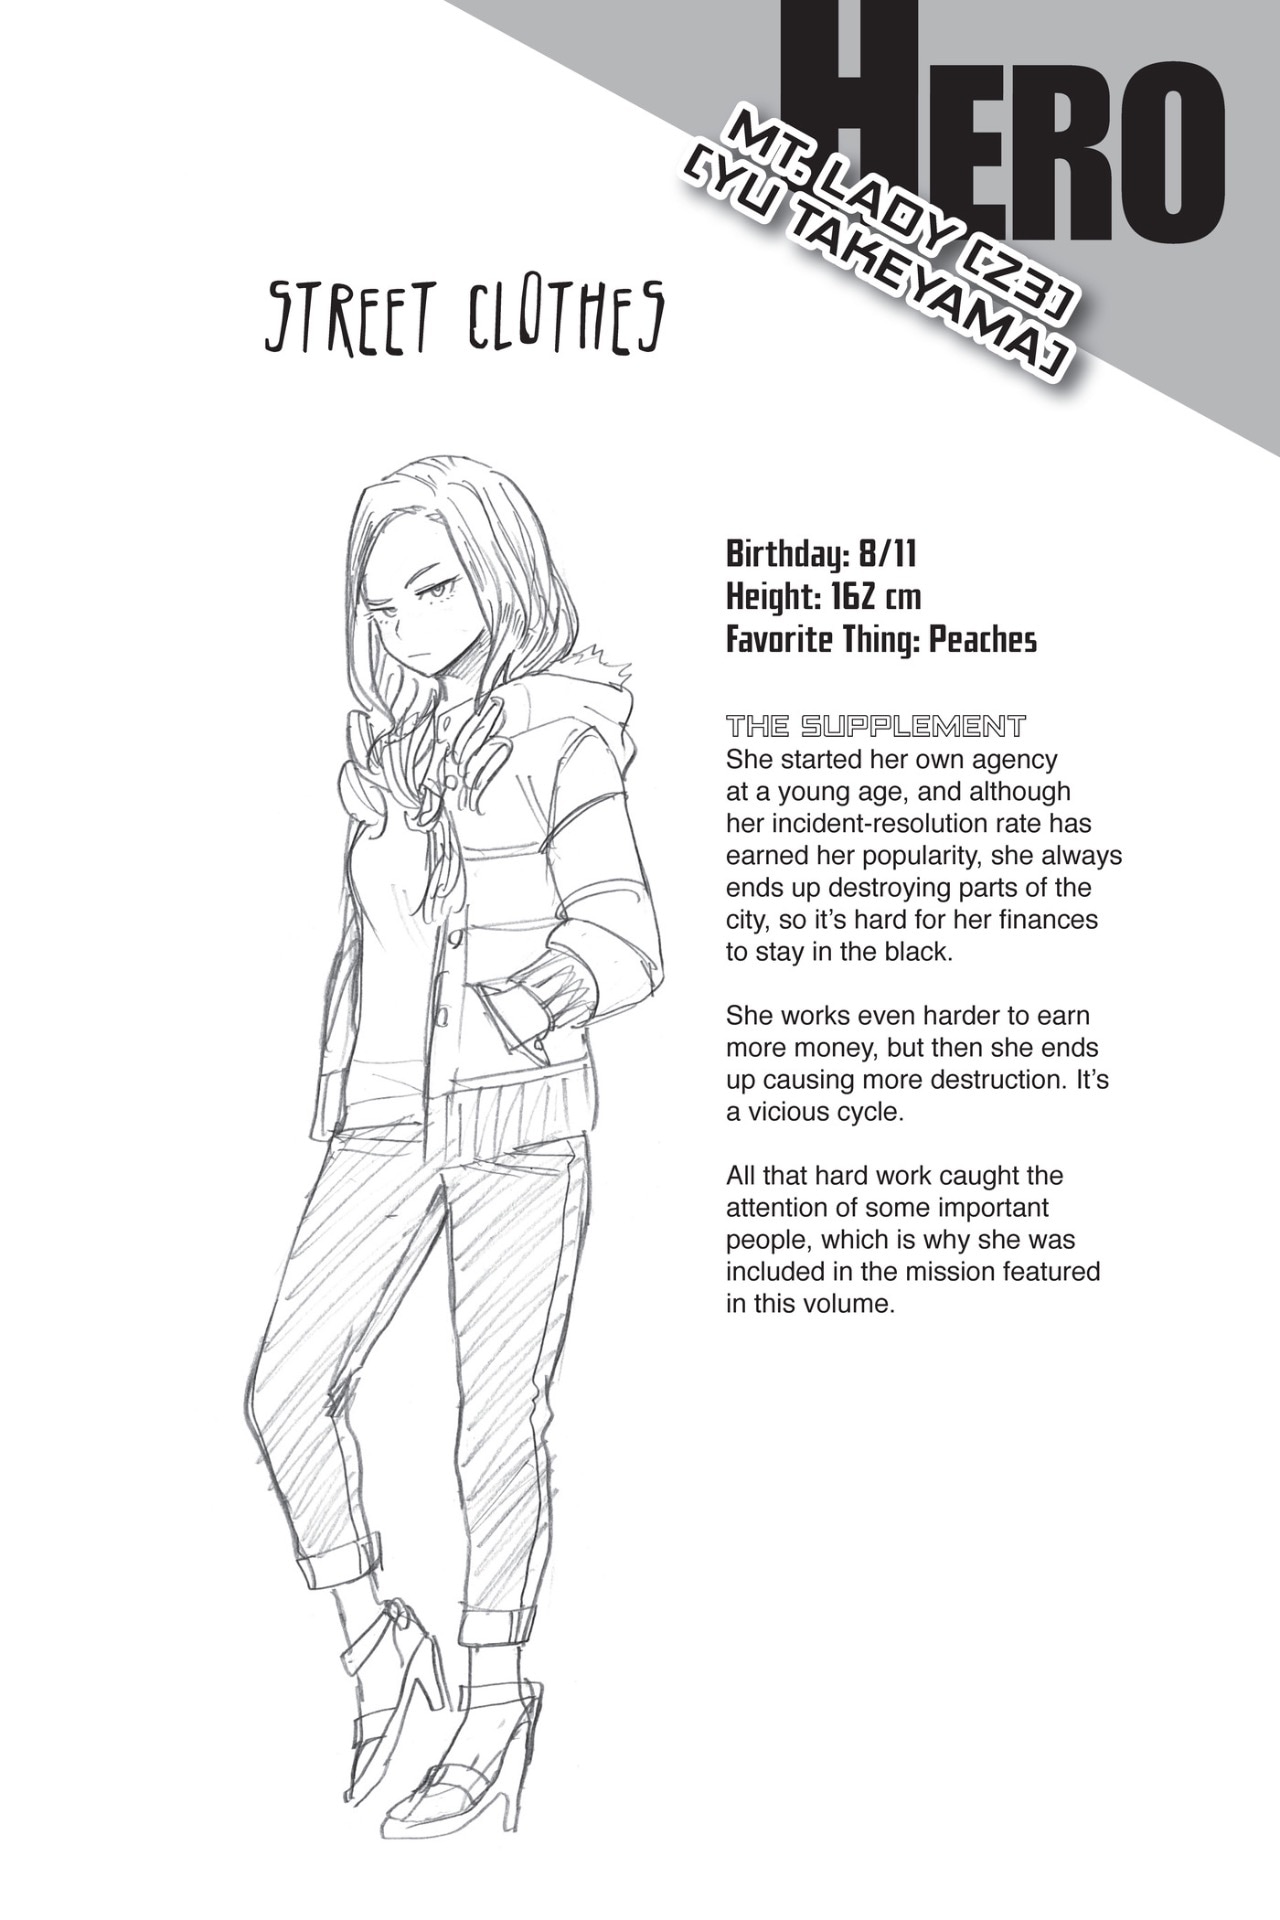 HERO
MT. LADY (23)
(YU TAKEYAMA)
STREET CLOTHES
Birthday: 8/11
Height: 162 cm
Favorite Thing: Peaches
THE SUPPLEMENT
She started her own agency
at a young age, and although
her incident-resolution rate has
earned her popularity, she always
ends up destroying parts of the
city, so it’s hard for her finances
to stay in the black.
She works even harder to earn
more money, but then she ends
up causing more destruction. It’s
a vicious cycle.
All that hard work caught the
attention of some important
people, which is why she was
included in the mission featured
in this volume.